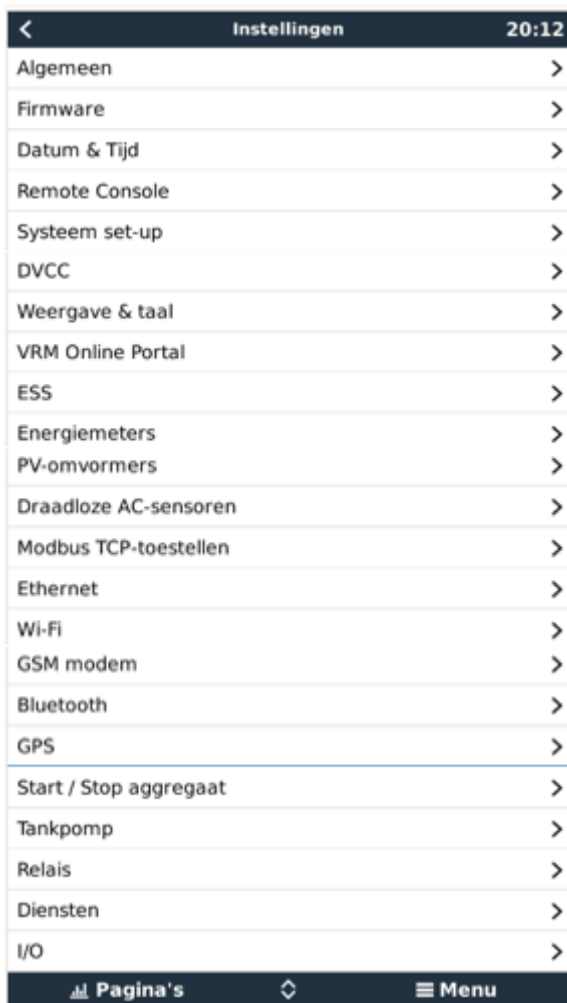 Instellingen 20:12
Algemeen
Firmware
Datum & Tijd
Remote Console
Systeem set-up
DVCC
Weergave & taal
VRM Online Portal
ESS
Energiemeters
PV-omvormers
Draadloze AC-sensoren
Modbus TCP-toestellen
Ethernet
Wi-Fi
GSM modem
Bluetooth
GPS
Start / Stop aggregaat
Tankpomp
Relais
Diensten
I/O
Pagina's Menu